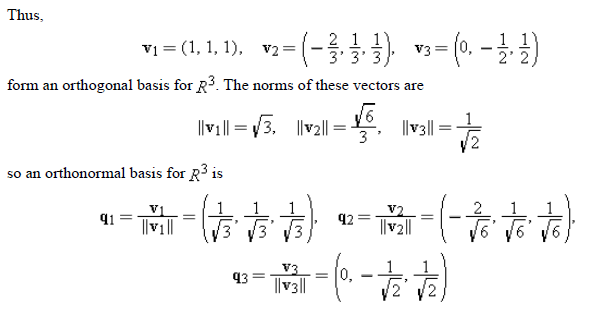 Thus,
v₁ = (1, 1, 1), v₂ = (−2/3, 1/3, 1/3), v₃ = (0, −1/2, 1/2)
form an orthogonal basis for R³. The norms of these vectors are
‖v₁‖ = √3, ‖v₂‖ = √6/3, ‖v₃‖ = 1/√2
so an orthonormal basis for R³ is
q₁ = v₁/‖v₁‖ = (1/√3, 1/√3, 1/√3), q₂ = v₂/‖v₂‖ = (−2/√6, 1/√6, 1/√6),
q₃ = v₃/‖v₃‖ = (0, −1/√2, 1/√2)